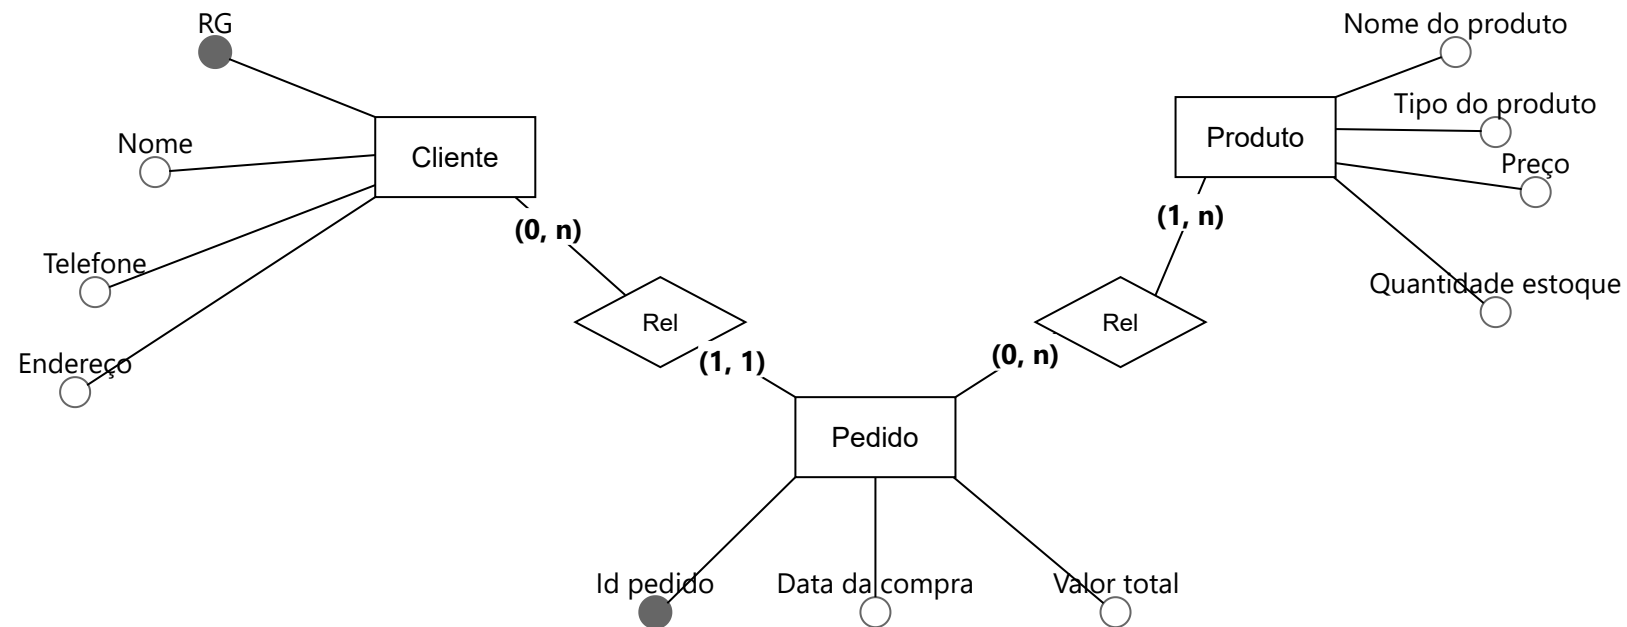 RG
Nome do produto
Tipo do produto
Nome
Cliente
Produto
Preço
(0, n)
(1, n)
Telefone
Quantidade estoque
Rel
Rel
Endereço
(1, 1)
(0, n)
Pedido
Id pedido
Data da compra
Valor total